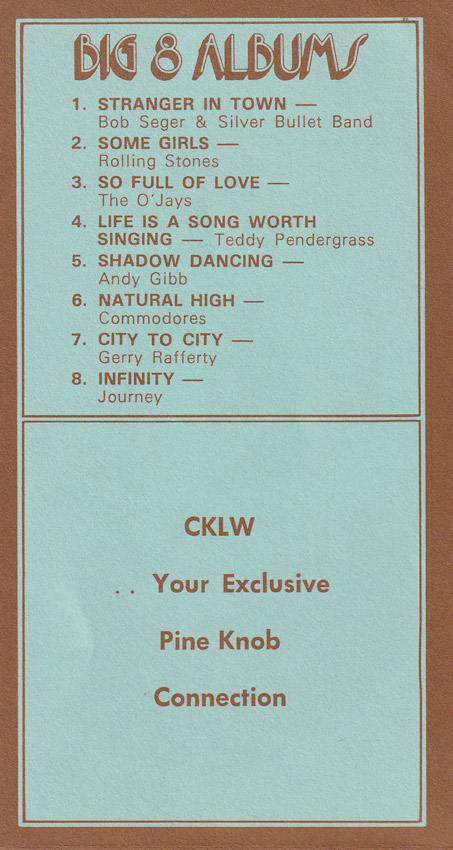 BIG 8 ALBUMS
1. STRANGER IN TOWN —
Bob Seger & Silver Bullet Band
2. SOME GIRLS —
Rolling Stones
3. SO FULL OF LOVE —
The O'Jays
4. LIFE IS A SONG WORTH
SINGING — Teddy Pendergrass
5. SHADOW DANCING —
Andy Gibb
6. NATURAL HIGH —
Commodores
7. CITY TO CITY —
Gerry Rafferty
8. INFINITY —
Journey
CKLW
.. Your Exclusive
Pine Knob
Connection